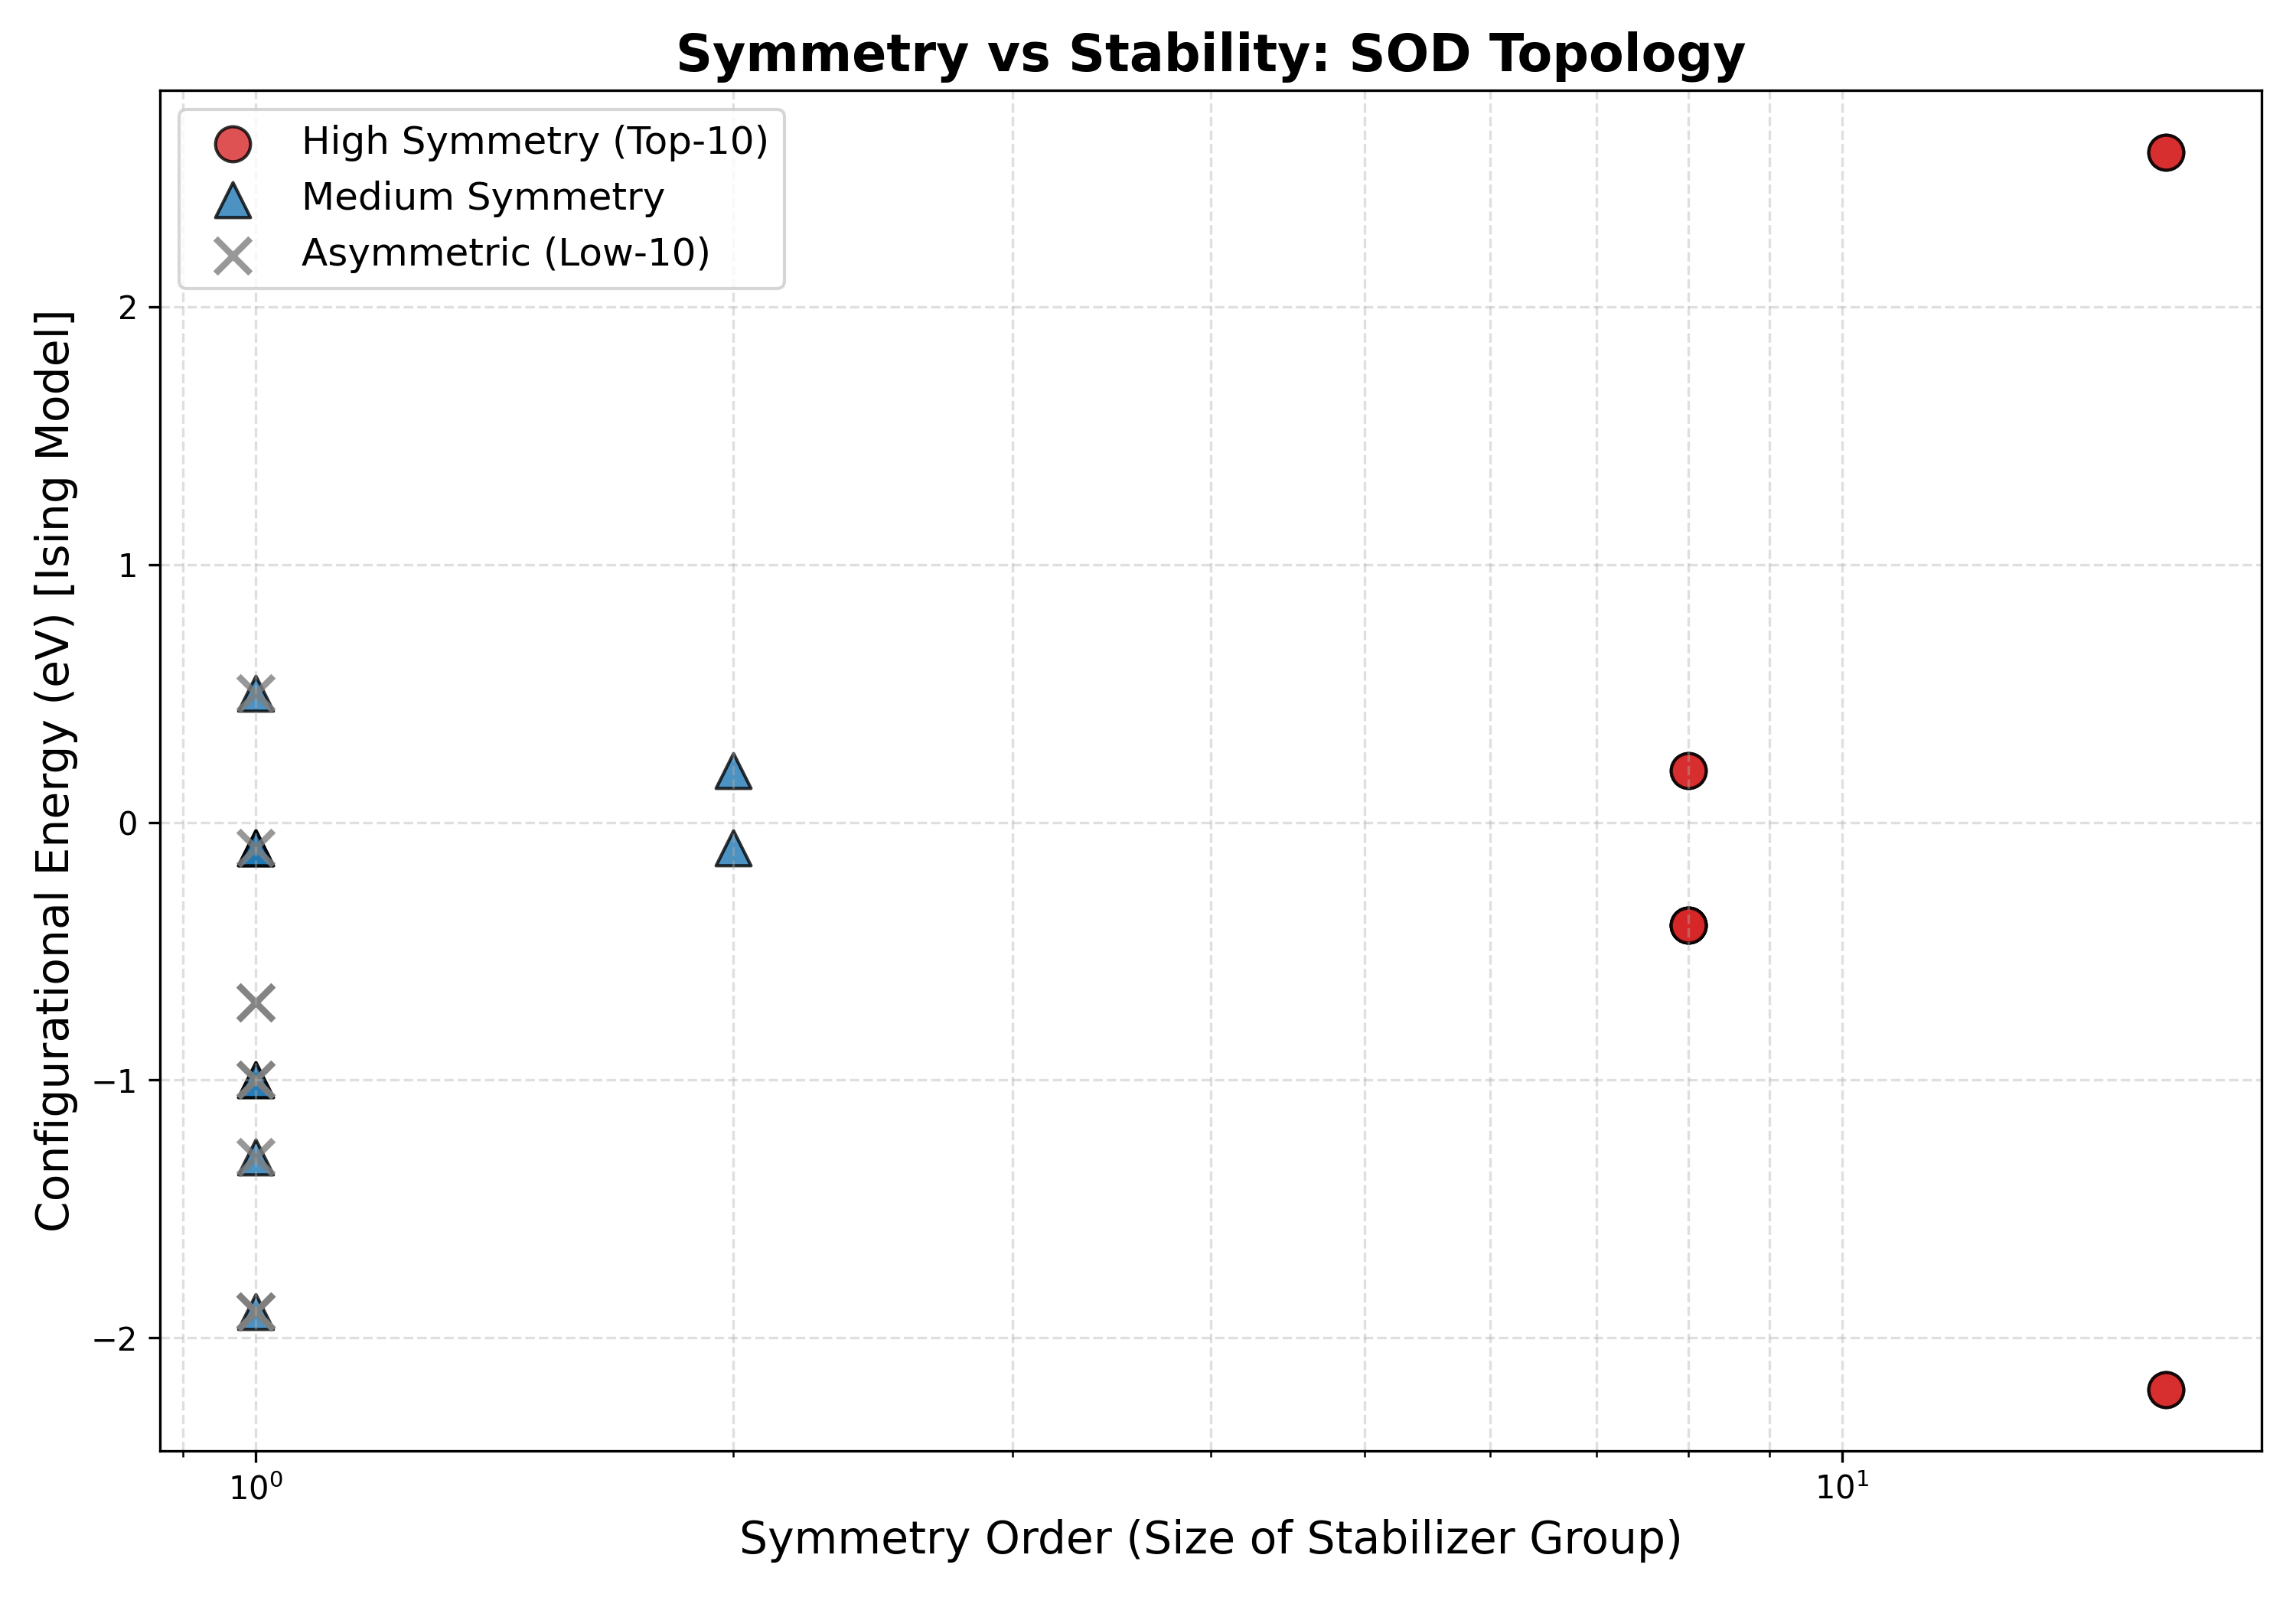 Symmetry vs Stability: SOD Topology
High Symmetry (Top-10)
Medium Symmetry
Asymmetric (Low-10)
Configurational Energy (eV) [Ising Model]
2
1
0
−1
−2
10⁰
10¹
Symmetry Order (Size of Stabilizer Group)